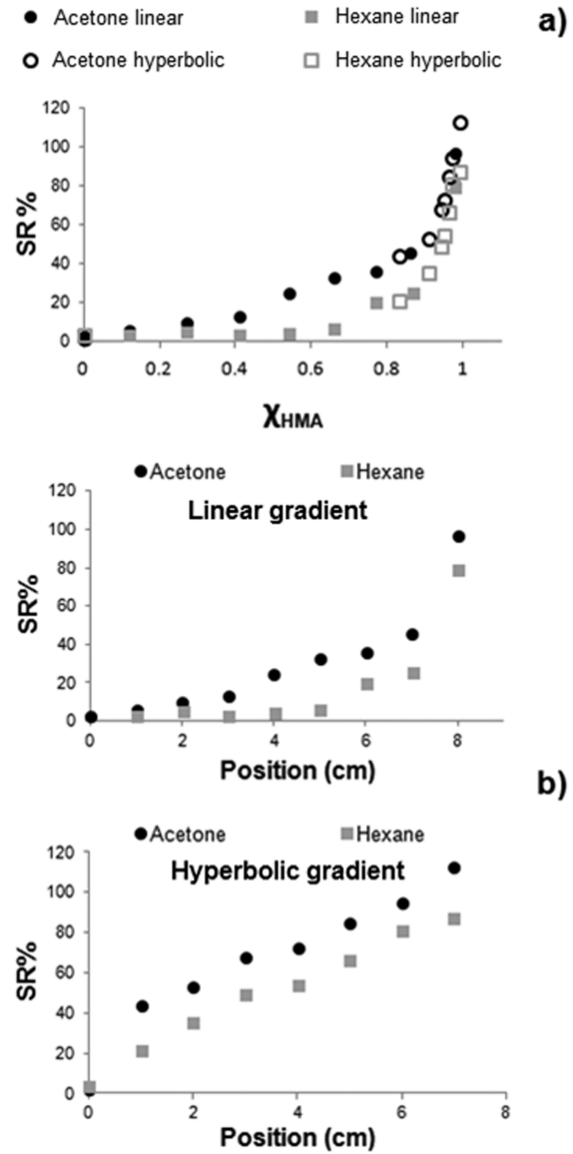 Acetone linear
Hexane linear
a)
Acetone hyperbolic
Hexane hyperbolic
120
100
80
60
40
20
0
SR %
0 0.2 0.4 0.6 0.8 1
χHMA
Acetone Hexane
Linear gradient
120
100
80
60
40
20
0
SR%
0 2 4 6 8
Position (cm)
b)
Acetone Hexane
Hyperbolic gradient
120
100
80
60
40
20
0
SR%
0 2 4 6 8
Position (cm)